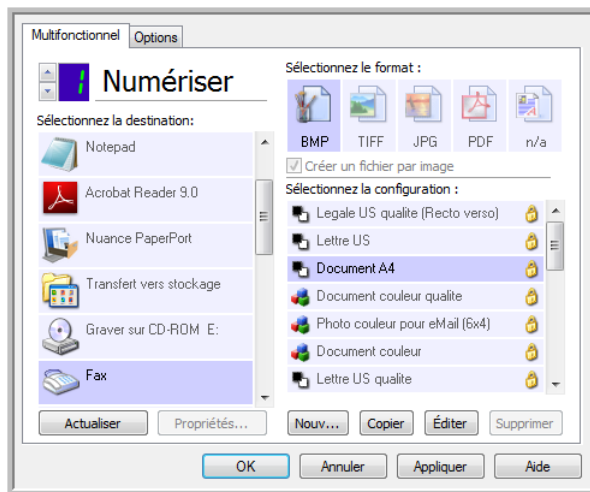 Multifonctionnel
Options
1 Numériser
Sélectionnez la destination:
Notepad
Acrobat Reader 9.0
Nuance PaperPort
Transfert vers stockage
Graver sur CD-ROM E:
Fax
Actualiser
Propriétés...
Sélectionnez le format :
BMP TIFF JPG PDF n/a
Créer un fichier par image
Sélectionnez la configuration :
Legale US qualite (Recto verso)
Lettre US
Document A4
Document couleur qualite
Photo couleur pour eMail (6x4)
Document couleur
Lettre US qualite
Nouv... Copier Éditer Supprimer
OK Annuler Appliquer Aide